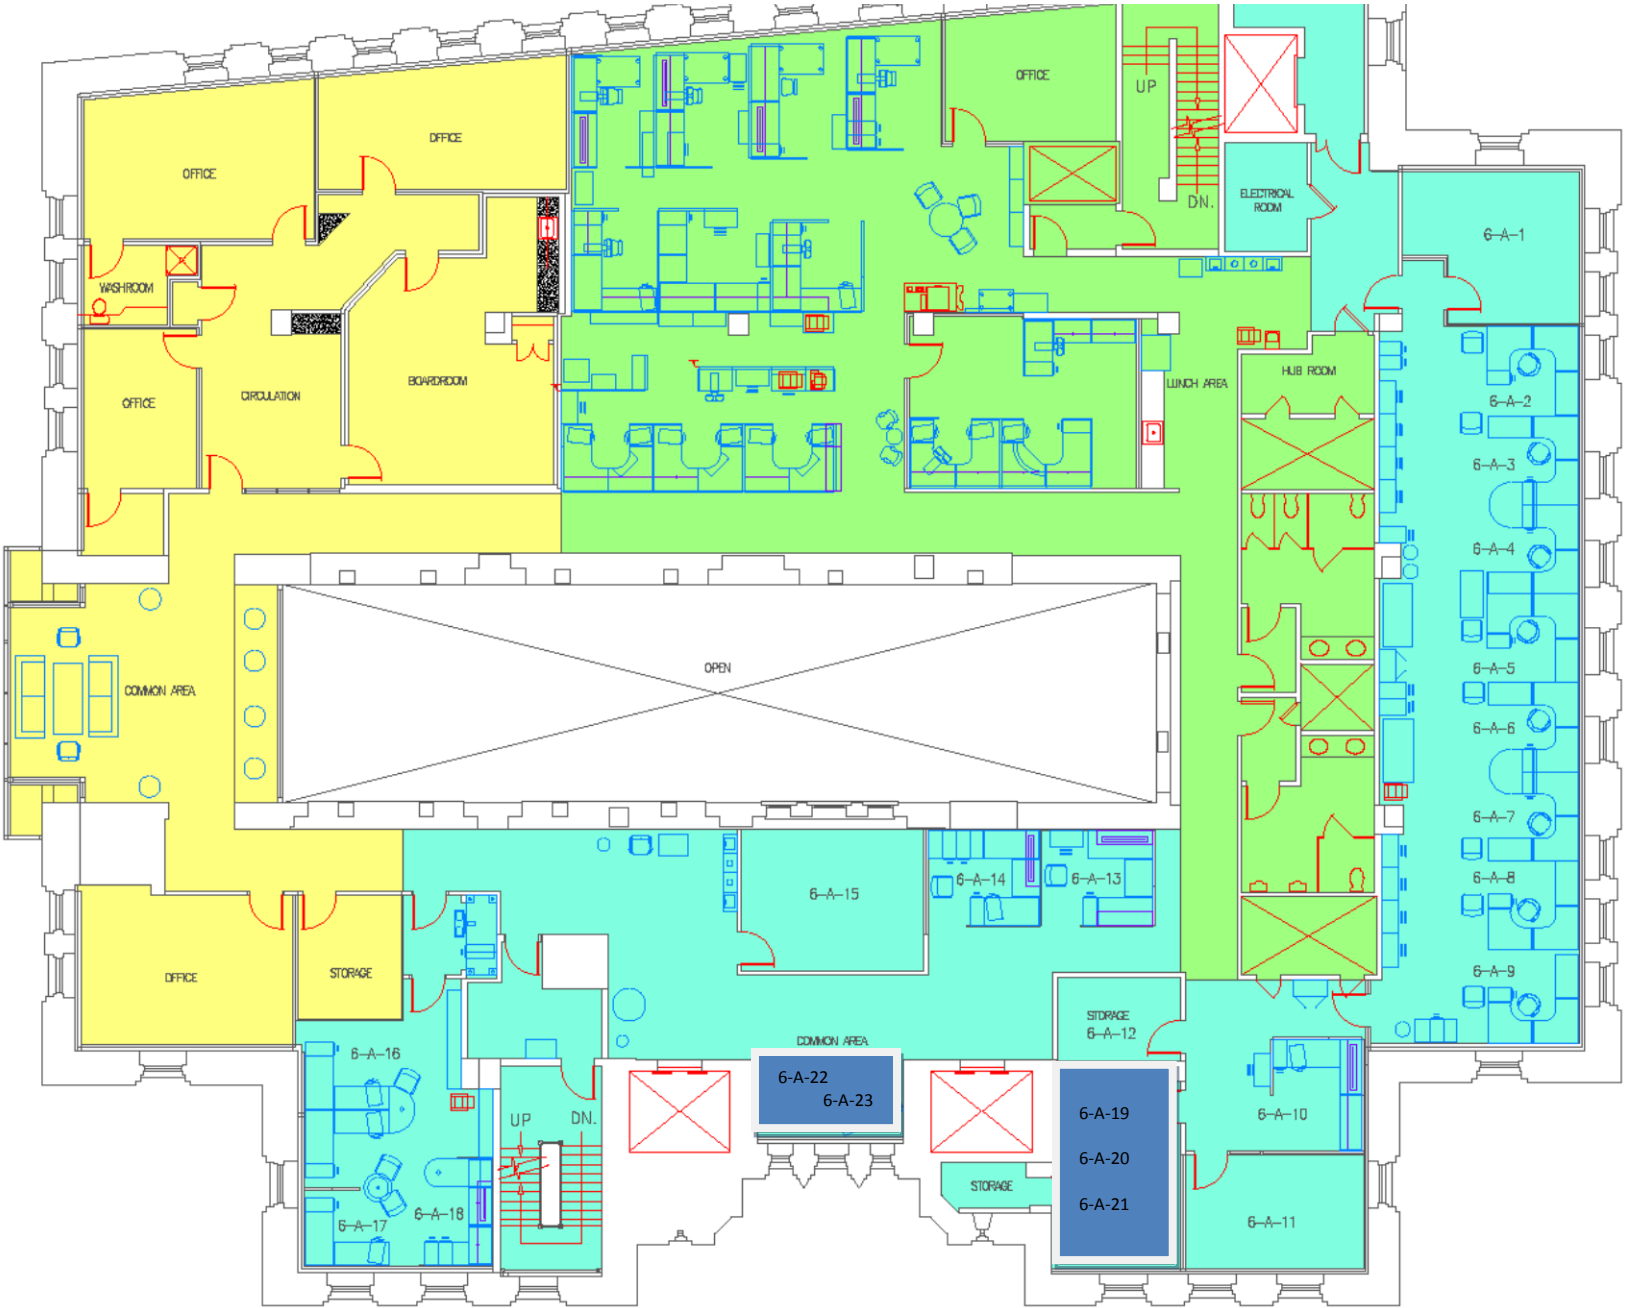 OFFICE
UP
DN.
OFFICE
OFFICE
ELECTRICAL
ROOM
6-A-1
WASHROOM
OFFICE
CIRCULATION
BOARDROOM
LUNCH AREA
HUB ROOM
6-A-2
6-A-3
6-A-4
OPEN
COMMON AREA
6-A-5
6-A-6
6-A-7
6-A-8
6-A-9
6-A-15
6-A-14
6-A-13
OFFICE
STORAGE
STORAGE
6-A-12
COMMON AREA
6-A-16
6-A-22
6-A-23
UP
DN.
6-A-19
6-A-20
6-A-21
6-A-10
STORAGE
6-A-17
6-A-18
6-A-11